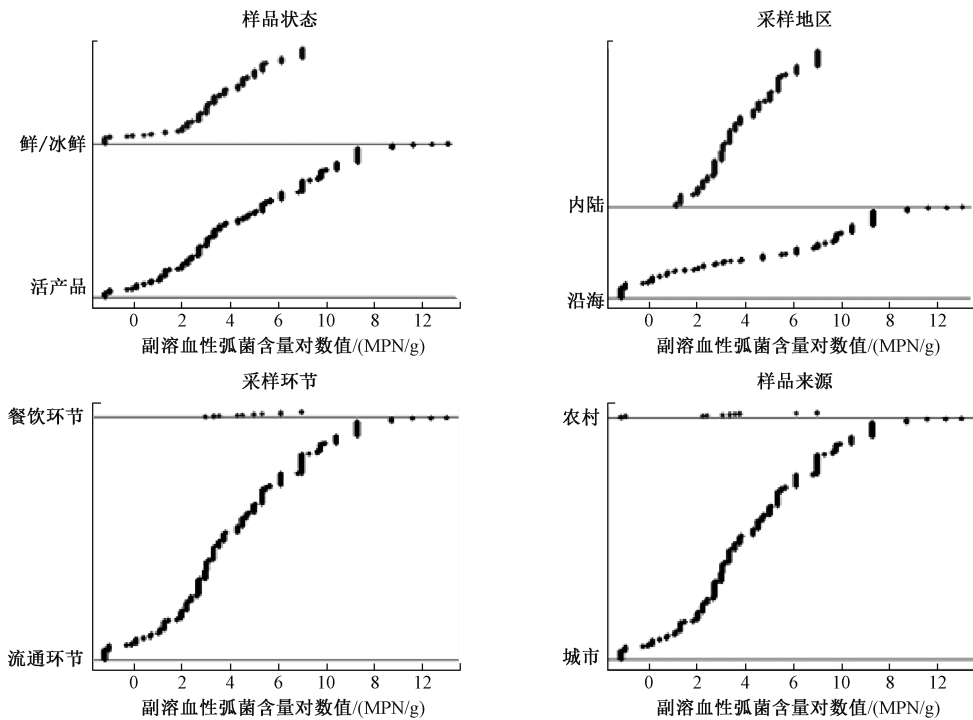 样品状态
鲜/冰鲜
活产品
0 2 4 6 10 8 12
副溶血性弧菌含量对数值/(MPN/g)
采样地区
内陆
沿海
0 2 4 6 10 8 12
副溶血性弧菌含量对数值/(MPN/g)
采样环节
餐饮环节
流通环节
0 2 4 6 10 8 12
副溶血性弧菌含量对数值/(MPN/g)
样品来源
农村
城市
0 2 4 6 10 8 12
副溶血性弧菌含量对数值/(MPN/g)